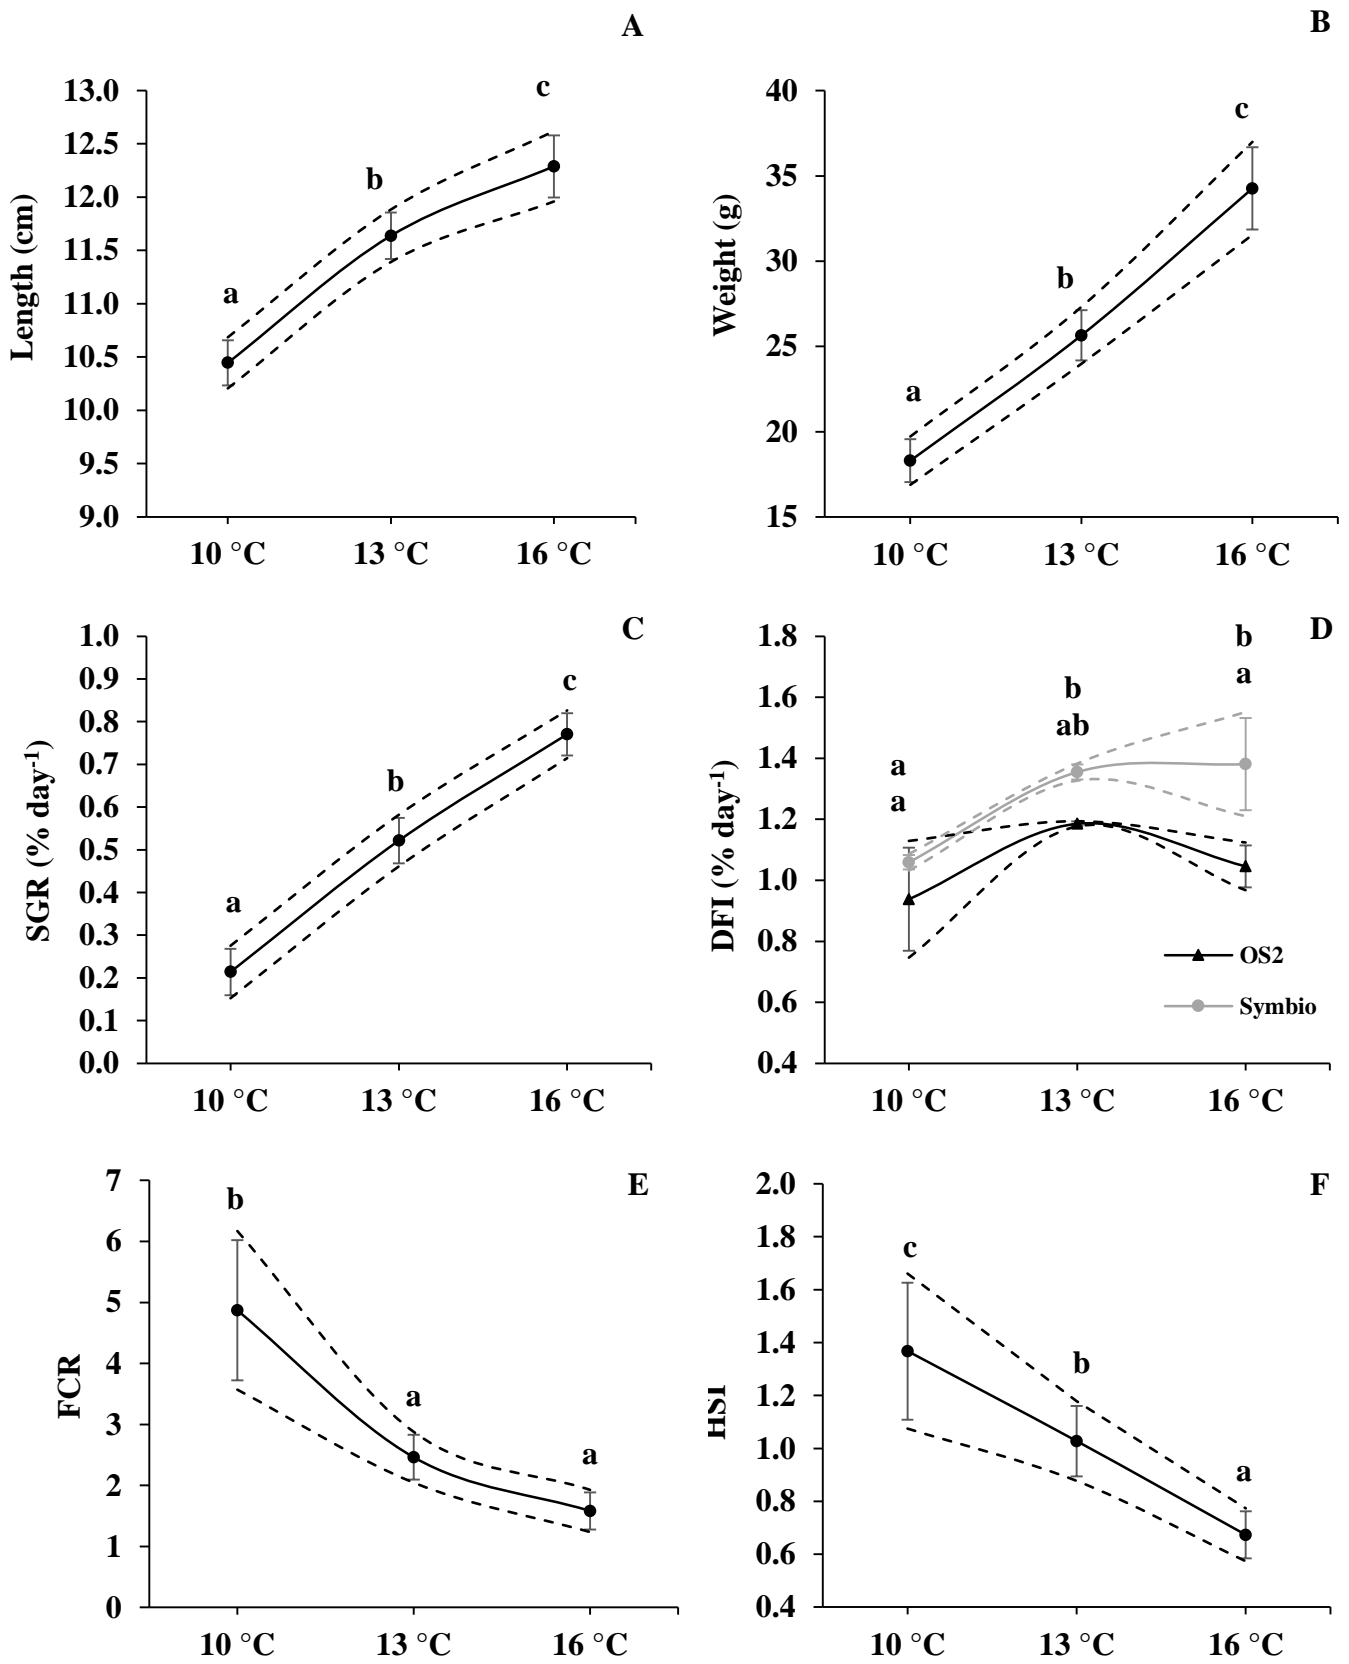 A
13.0
12.5
12.0
11.5
11.0
10.5
10.0
9.5
9.0
Length (cm)
a
b
c
10 °C 13 °C 16 °C
B
40
35
30
25
20
15
Weight (g)
a
b
c
10 °C 13 °C 16 °C
C
1.0
0.9
0.8
0.7
0.6
0.5
0.4
0.3
0.2
0.1
0.0
SGR (% day-1)
a
b
c
10 °C 13 °C 16 °C
D
1.8
1.6
1.4
1.2
1.0
0.8
0.6
0.4
DFI (% day-1)
a
a
b
ab
b
a
OS2
Symbio
10 °C 13 °C 16 °C
E
7
6
5
4
3
2
1
0
FCR
b
a
a
10 °C 13 °C 16 °C
F
2.0
1.8
1.6
1.4
1.2
1.0
0.8
0.6
0.4
HSI
c
b
a
10 °C 13 °C 16 °C